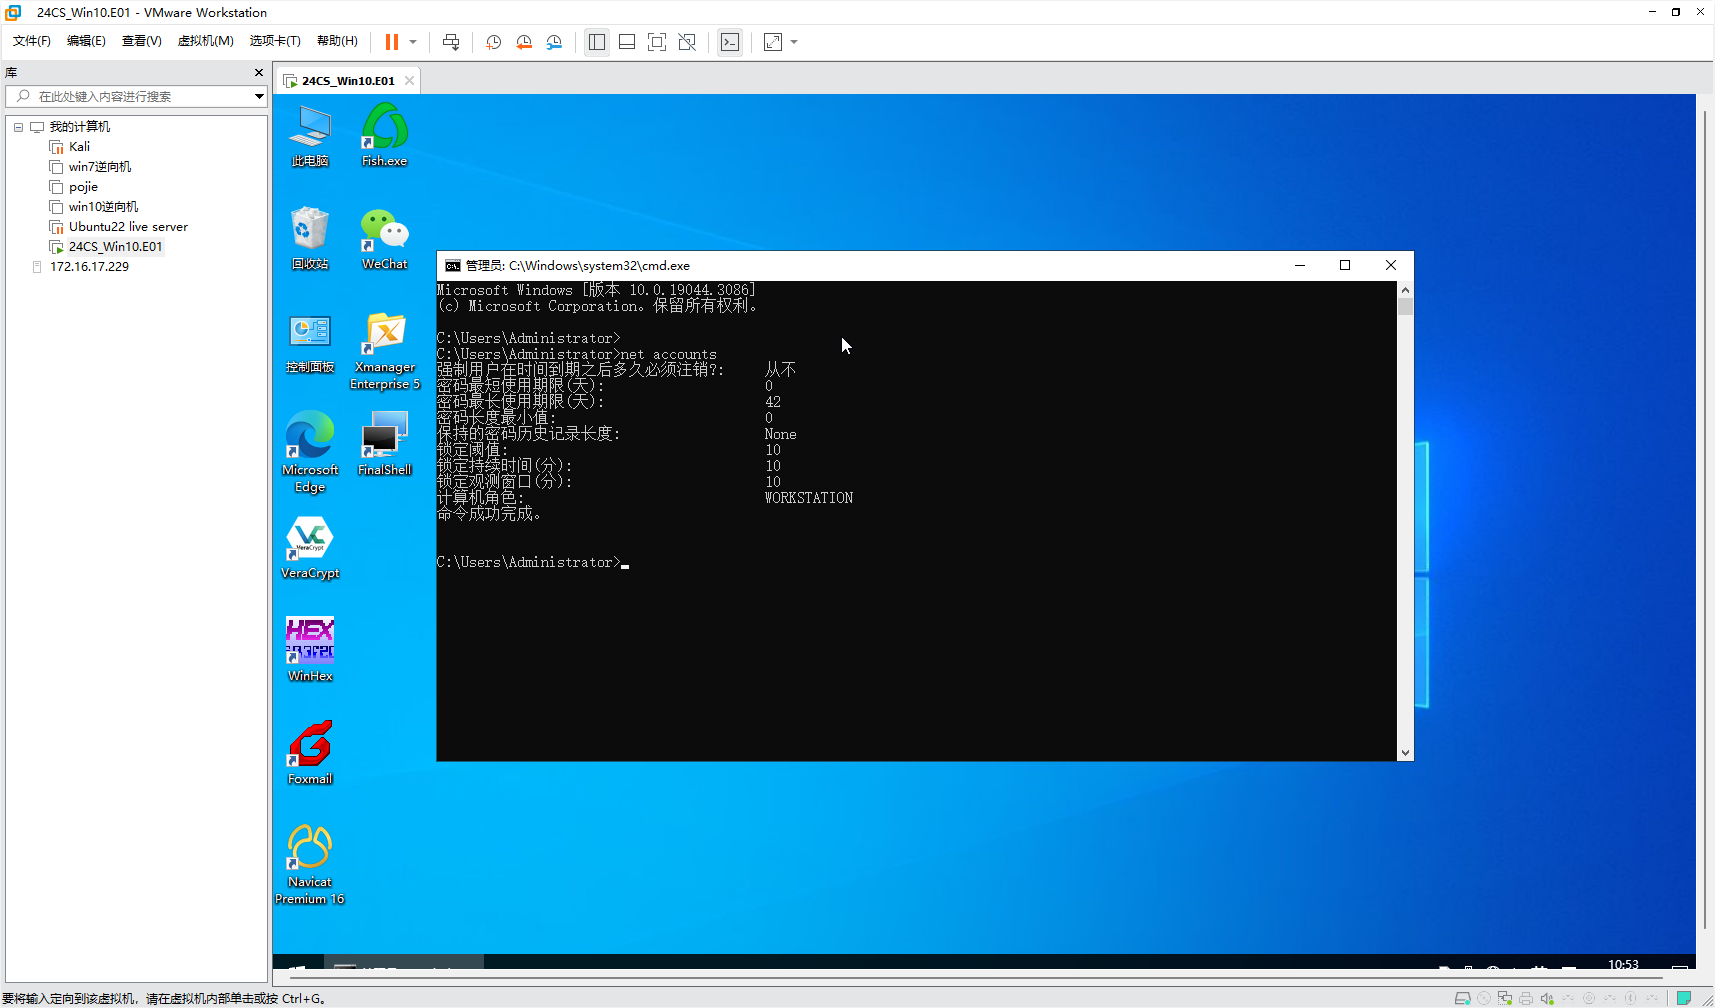 24CS_Win10.E01 - VMware Workstation
文件(F) 编辑(E) 查看(V) 虚拟机(M) 选项卡(T) 帮助(H)
库
在此处键入内容进行搜索
我的计算机
Kali
win7逆向机
pojie
win10逆向机
Ubuntu22 live server
24CS_Win10.E01
172.16.17.229
24CS_Win10.E01
此电脑
Fish.exe
回收站
WeChat
控制面板
Xmanager
Enterprise 5
Microsoft
Edge
FinalShell
VeraCrypt
VeraCrypt
HEX
WinHex
Foxmail
Navicat
Premium 16
管理员: C:\Windows\system32\cmd.exe
Microsoft Windows [版本 10.0.19044.3086]
(c) Microsoft Corporation。保留所有权利。
C:\Users\Administrator>
C:\Users\Administrator>net accounts
强制用户在时间到期之后多久必须注销?: 从不
密码最短使用期限(天): 0
密码最长使用期限(天): 42
密码长度最小值: 0
保持的密码历史记录长度: None
锁定阈值: 10
锁定持续时间(分): 10
锁定观测窗口(分): 10
计算机角色: WORKSTATION
命令成功完成。
C:\Users\Administrator>
10:53
要将输入定向到该虚拟机，请在虚拟机内部单击或按 Ctrl+G。